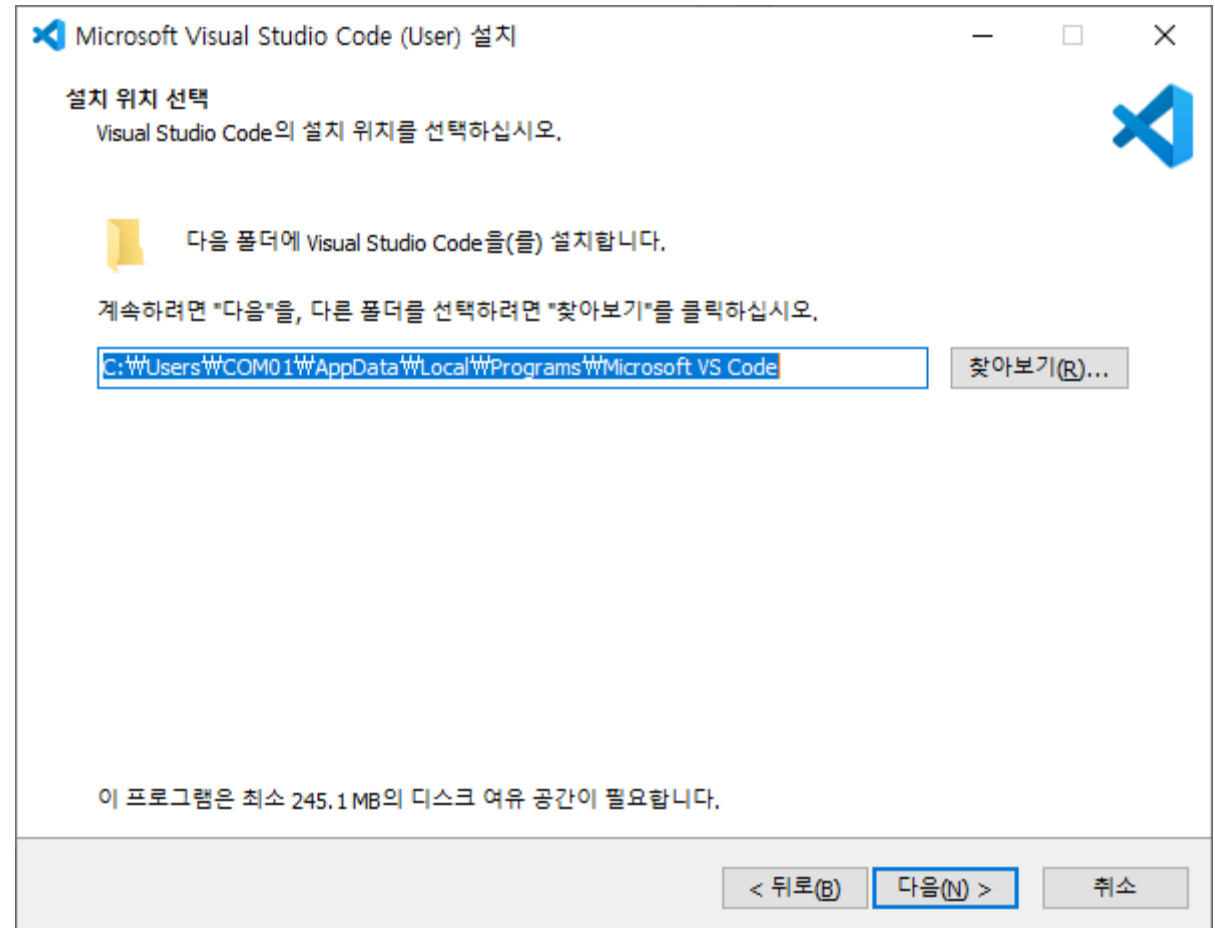 Microsoft Visual Studio Code (User) 설치
설치 위치 선택
Visual Studio Code의 설치 위치를 선택하십시오.
다음 폴더에 Visual Studio Code을(를) 설치합니다.
계속하려면 "다음"을, 다른 폴더를 선택하려면 "찾아보기"를 클릭하십시오.
C:₩Users₩COM01₩AppData₩Local₩Programs₩Microsoft VS Code
찾아보기(R)...
이 프로그램은 최소 245.1 MB의 디스크 여유 공간이 필요합니다.
< 뒤로(B) 다음(N) > 취소